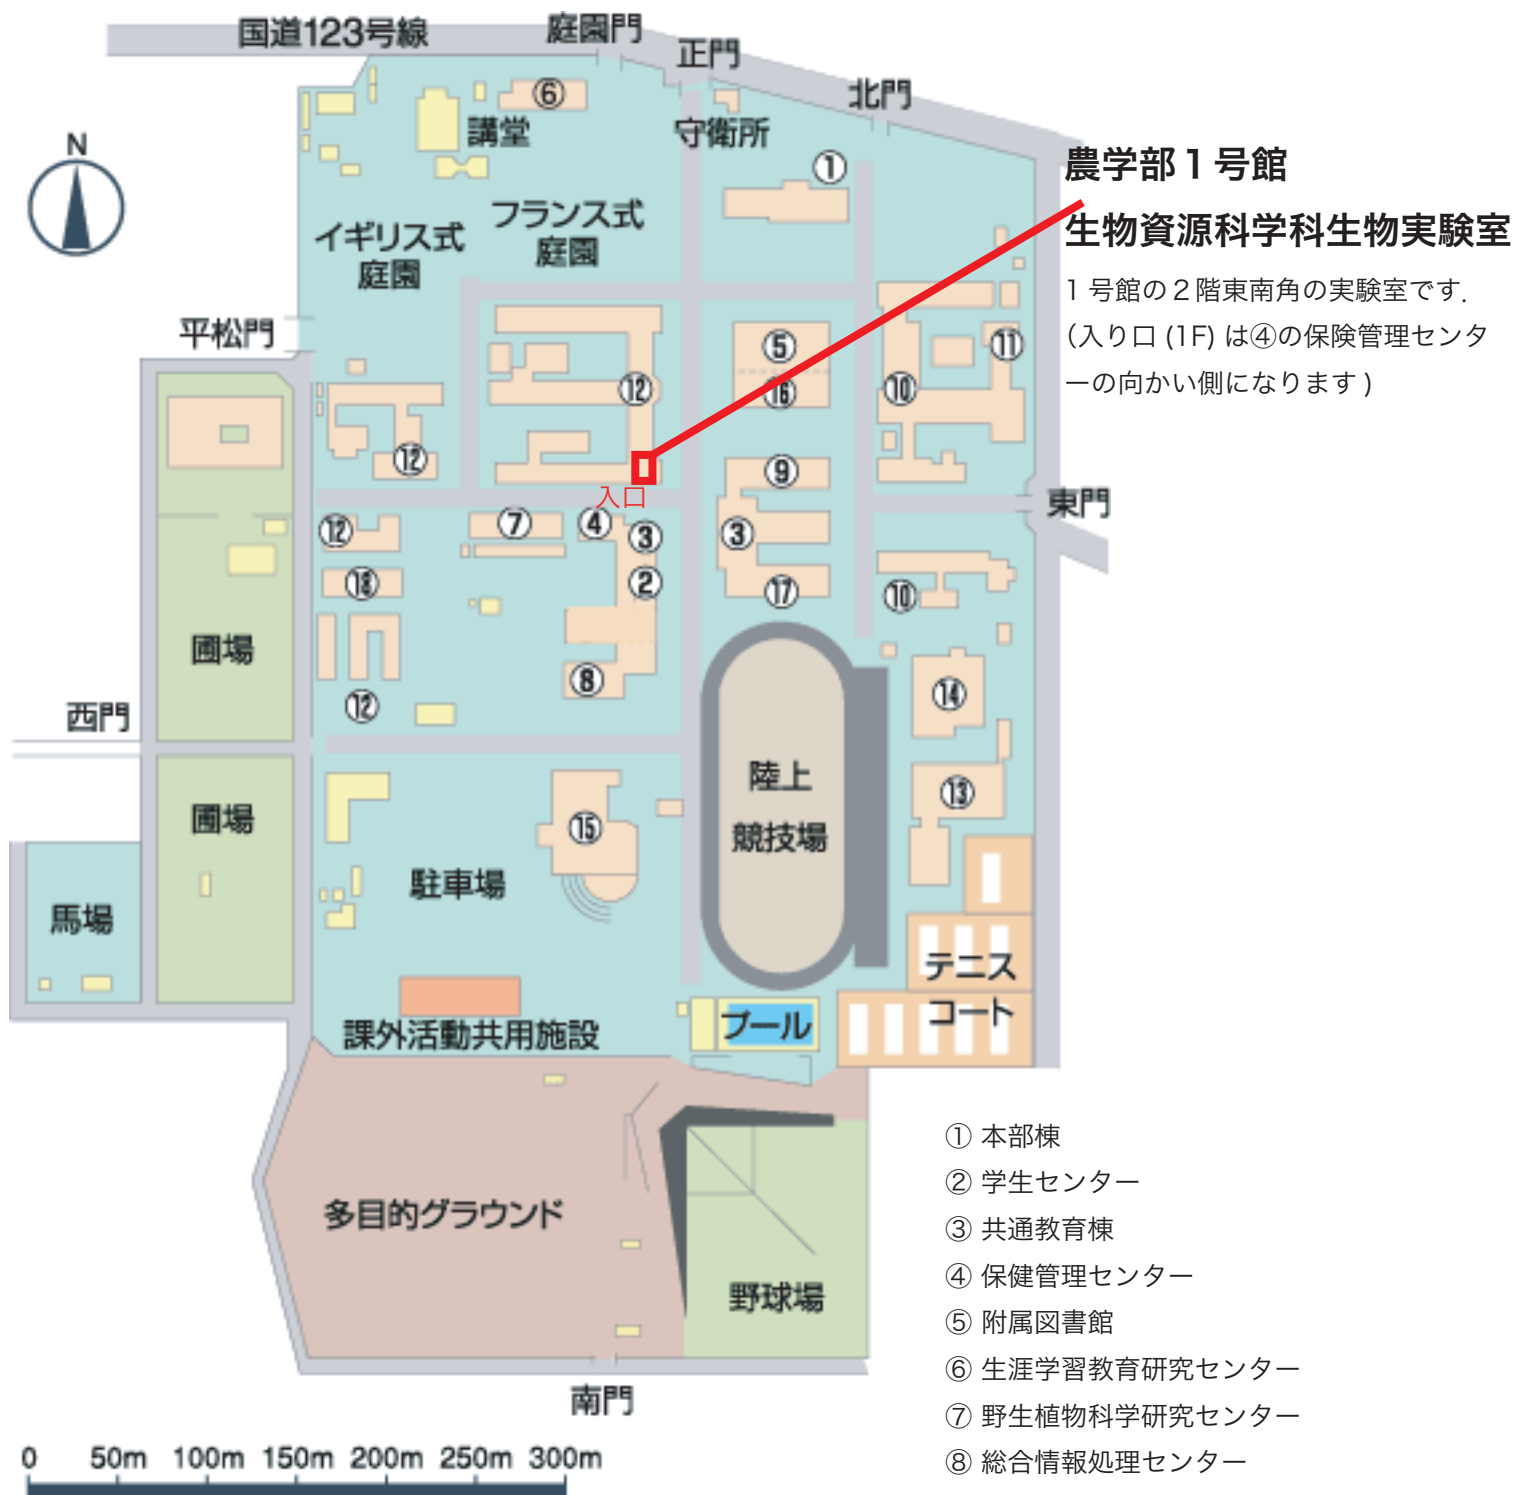 国道123号線
庭園門
正門
北門
⑥
講堂
守衛所
①
N
農学部１号館
生物資源科学科生物実験室
1 号館の２階東南角の実験室です.
（入り口 (1F) は④の保険管理センタ
ーの向かい側になります )
イギリス式
庭園
フランス式
庭園
平松門
⑤
⑯
⑩
⑪
⑫
⑫
入口
⑨
③
⑰
東門
⑫
⑦
④
③
②
⑱
⑩
圃場
⑧
⑫
⑭
西門
圃場
⑮
陸上
競技場
⑬
駐車場
馬場
テニス
コート
課外活動共用施設
プール
多目的グラウンド
野球場
南門
① 本部棟
② 学生センター
③ 共通教育棟
④ 保健管理センター
⑤ 附属図書館
⑥ 生涯学習教育研究センター
⑦ 野生植物科学研究センター
⑧ 総合情報処理センター
0 50m 100m 150m 200m 250m 300m